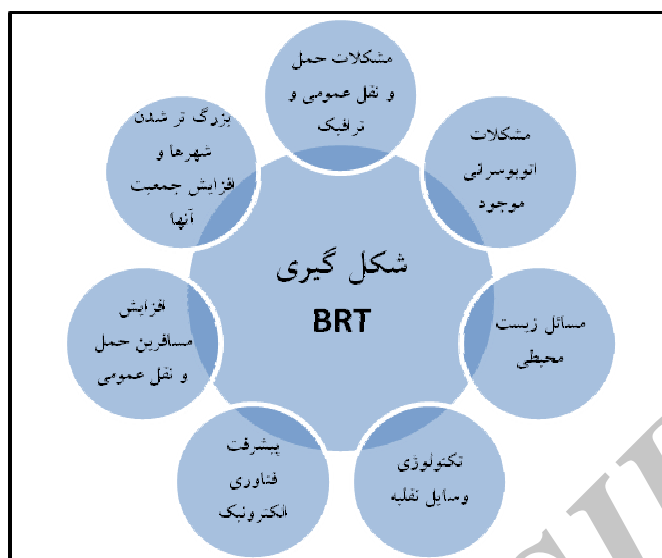 مشکلات حمل
و نقل عمومی و
ترافیک
مشکلات
اتوبوسرانی
موجود
مسائل زیست
محیطی
تکنولوژی
وسایل نقلیه
پیشرفت
فناوری
الکترونیک
افزایش
مسافرین حمل
و نقل عمومی
بزرگ تر شدن
شهرها و
افزایش جمعیت
آنها
شکل گیری
BRT
SID